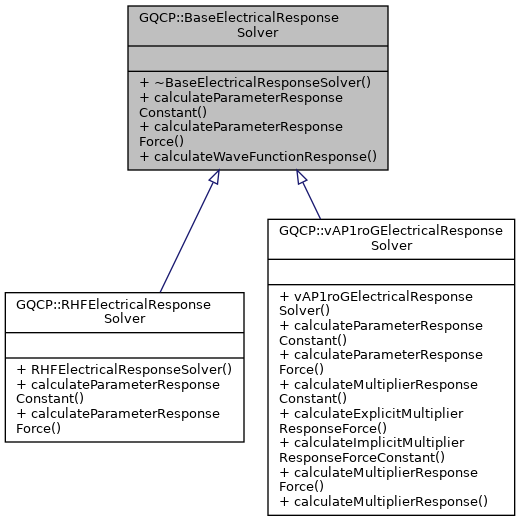 GQCP::BaseElectricalResponse
Solver
+ ~BaseElectricalResponseSolver()
+ calculateParameterResponse
Constant()
+ calculateParameterResponse
Force()
+ calculateWaveFunctionResponse()
GQCP::RHFElectricalResponse
Solver
+ RHFElectricalResponseSolver()
+ calculateParameterResponse
Constant()
+ calculateParameterResponse
Force()
GQCP::vAP1roGElectricalResponse
Solver
+ vAP1roGElectricalResponse
Solver()
+ calculateParameterResponse
Constant()
+ calculateParameterResponse
Force()
+ calculateMultiplierResponse
Constant()
+ calculateExplicitMultiplier
ResponseForce()
+ calculateImplicitMultiplier
ResponseForceConstant()
+ calculateMultiplierResponse
Force()
+ calculateMultiplierResponse()